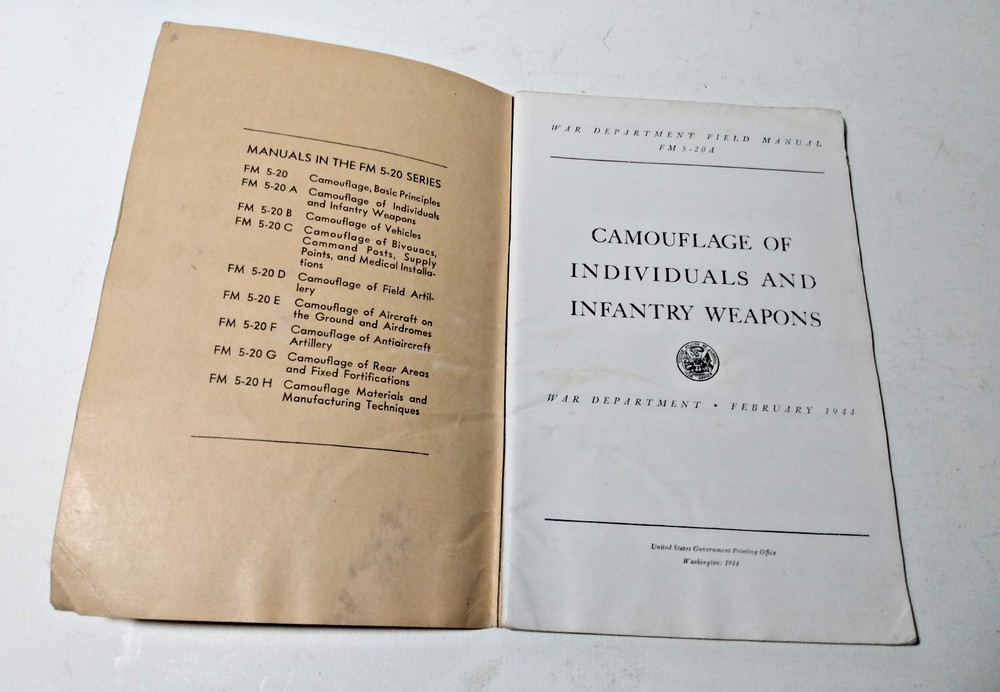 MANUALS IN THE FM 5-20 SERIES
FM 5-20 Camouflage, Basic Principles
FM 5-20 A Camouflage of Individuals
and Infantry Weapons
FM 5-20 B Camouflage of Vehicles
FM 5-20 C Camouflage of Bivouacs,
Command Posts, Supply
Points, and Medical Installa-
tions
FM 5-20 D Camouflage of Field Artil-
lery
FM 5-20 E Camouflage of Aircraft on
the Ground and Airdromes
FM 5-20 F Camouflage of Antiaircraft
Artillery
FM 5-20 G Camouflage of Rear Areas
and Fixed Fortifications
FM 5-20 H Camouflage Materials and
Manufacturing Techniques
WAR DEPARTMENT FIELD MANUAL
FM 5-20A
CAMOUFLAGE OF
INDIVIDUALS AND
INFANTRY WEAPONS
WAR DEPARTMENT • FEBRUARY 1944
United States Government Printing Office
Washington: 1944